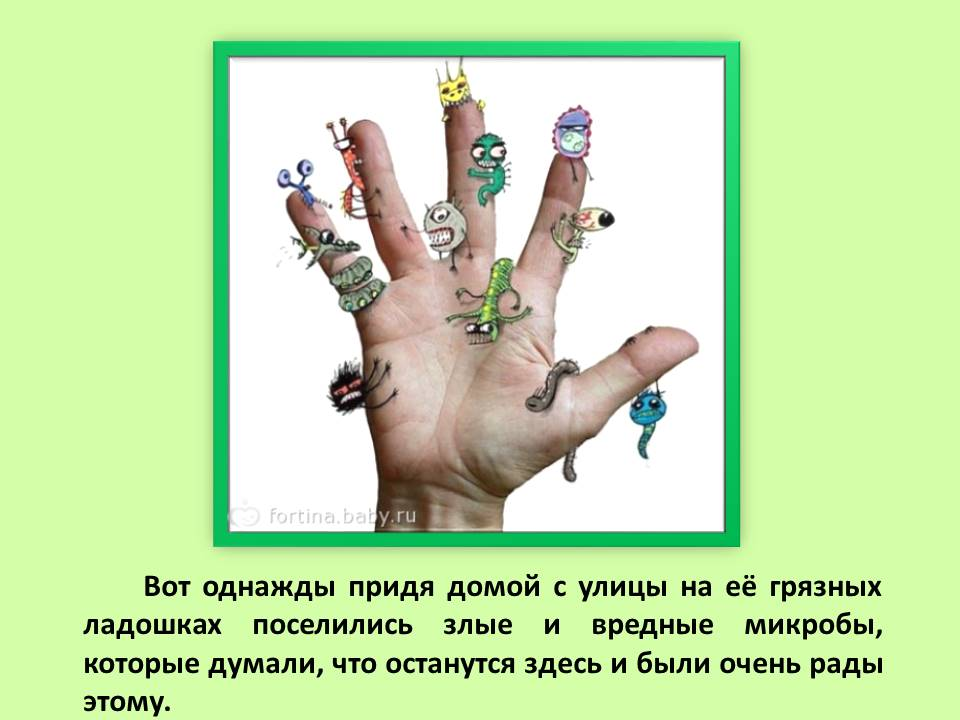 fortina.baby.ru
Вот однажды придя домой с улицы на её грязных
ладошках поселились злые и вредные микробы,
которые думали, что останутся здесь и были очень рады
этому.